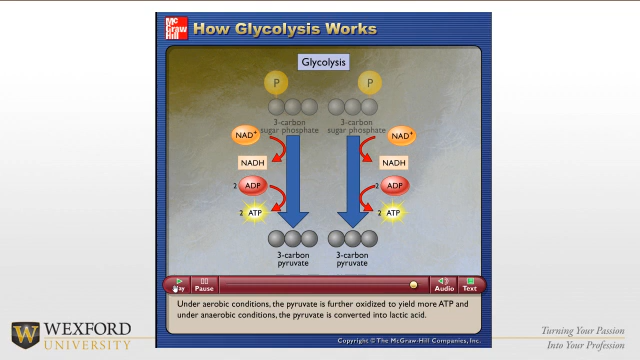 Mc
Graw
Hill
How Glycolysis Works
Glycolysis
P P
3-carbon 3-carbon
sugar phosphate sugar phosphate
NAD+ NAD+
NADH NADH
2 ADP 2 ADP
2 ATP 2 ATP
3-carbon 3-carbon
pyruvate pyruvate
Play Pause Audio Text
Under aerobic conditions, the pyruvate is further oxidized to yield more ATP and
under anaerobic conditions, the pyruvate is converted into lactic acid.
Copyright © The McGraw-Hill Companies, Inc.
W WEXFORD
UNIVERSITY
Turning Your Passion
Into Your Profession